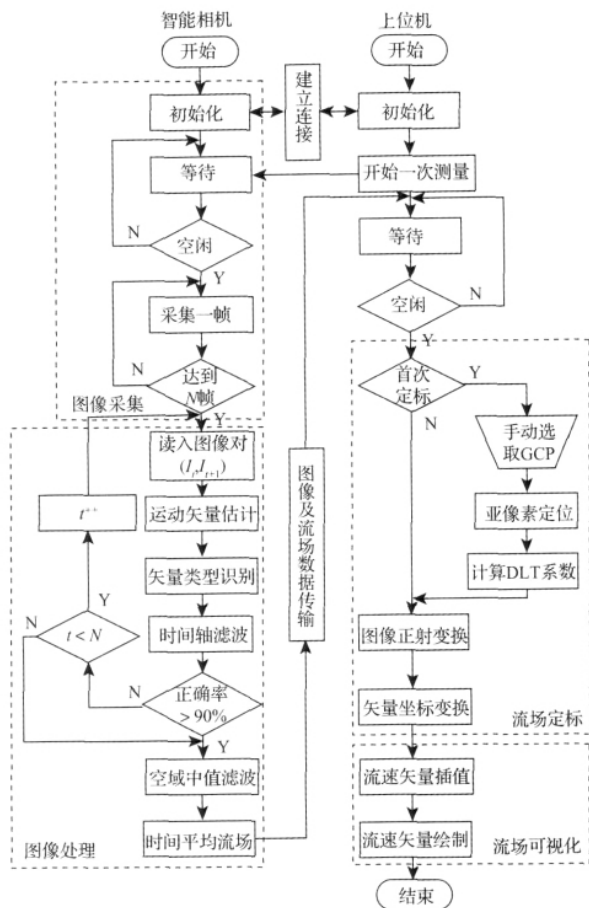 智能相机
上位机
开始
开始
初始化
建立连接
初始化
等待
开始一次测量
N
空闲
Y
等待
采集一帧
空闲
N
Y
N
达到
N帧
Y
图像采集
首次
定标
Y
N
手动选
取GCP
亚像素定位
计算DLT系数
读入图像对
(It,It+1)
t++
运动矢量估计
矢量类型识别
图像及流场数据传输
Y
N
t < N
时间轴滤波
N
正确率
> 90%
Y
图像正射变换
矢量坐标变换
流场定标
空域中值滤波
时间平均流场
图像处理
流速矢量插值
流速矢量绘制
流场可视化
结束